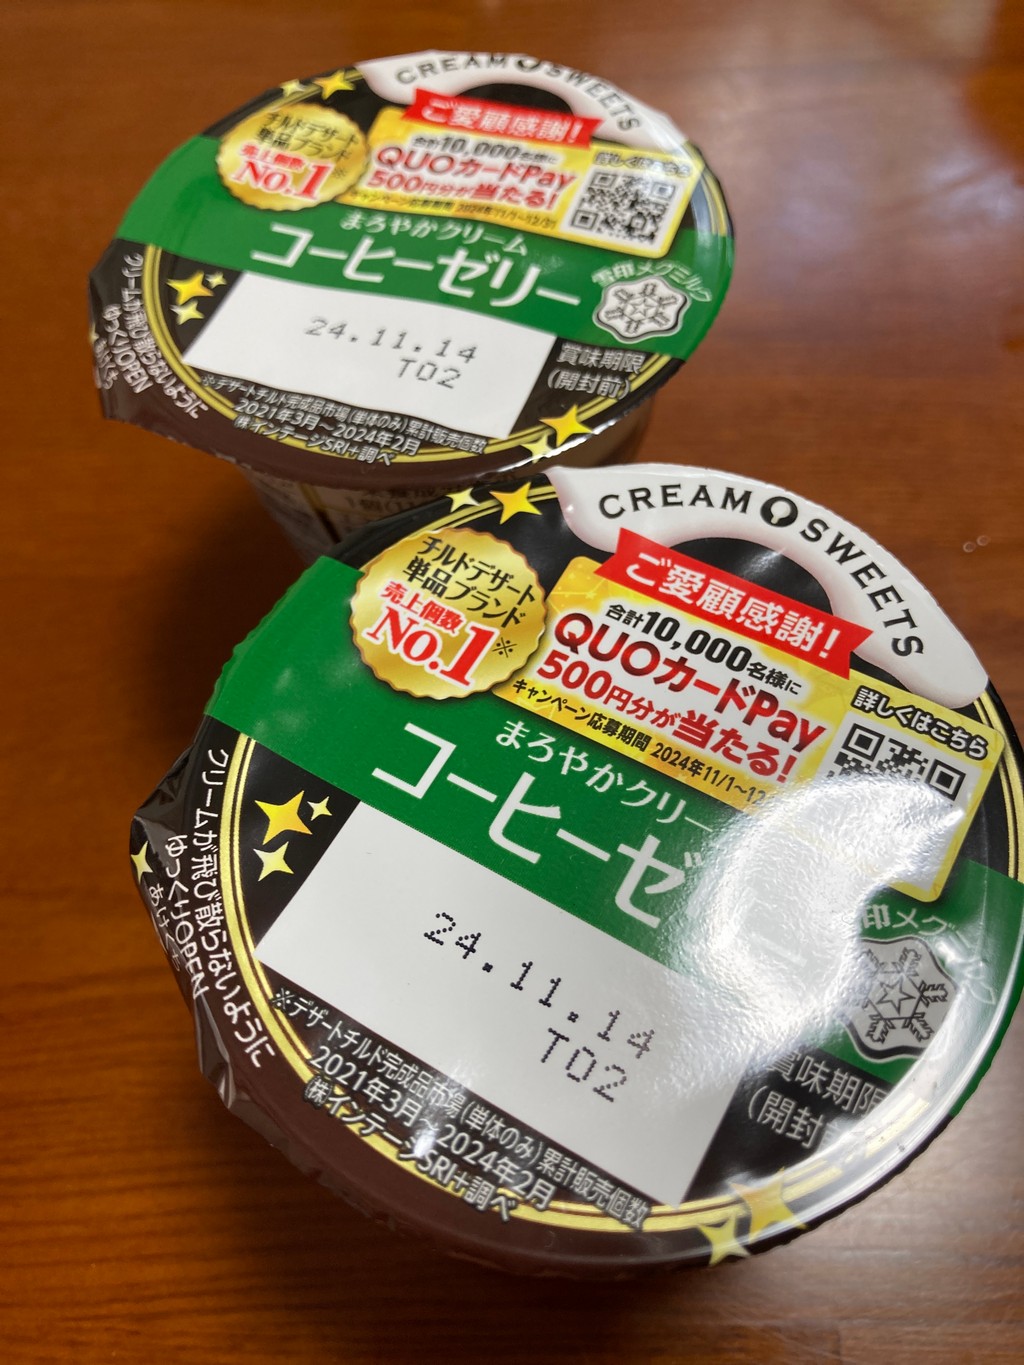 CREAM SWEETS
ご愛顧感謝!
チルドデザート
単品ブランド
売上個数
No.1※
合計10,000名様に
QUOカードPay
500円分が当たる!
キャンペーン応募期間 2024年11/1~12/31
詳しくはこちら
まろやかクリーム
コーヒーゼリー
雪印メグミルク
24.11.14
T02
賞味期限
(開封前)
※デザートチルド完成品市場(単体のみ)累計販売個数
2021年3月~2024年2月
㈱インテージSRI+調べ
クリームが飛び散らないように
ゆっくりOPEN
CREAM SWEETS
ご愛顧感謝!
チルドデザート
単品ブランド
売上個数
No.1※
合計10,000名様に
QUOカードPay
500円分が当たる!
キャンペーン応募期間 2024年11/1~12
詳しくはこちら
まろやかクリー
コーヒーゼ
印メグミ
24.11.14
T02
賞味期限
(開封
※デザートチルド完成品市場(単体のみ)累計販売個数
2021年3月~2024年2月
㈱インテージSRI+調べ
クリームが飛び散らないように
ゆっくりOPEN